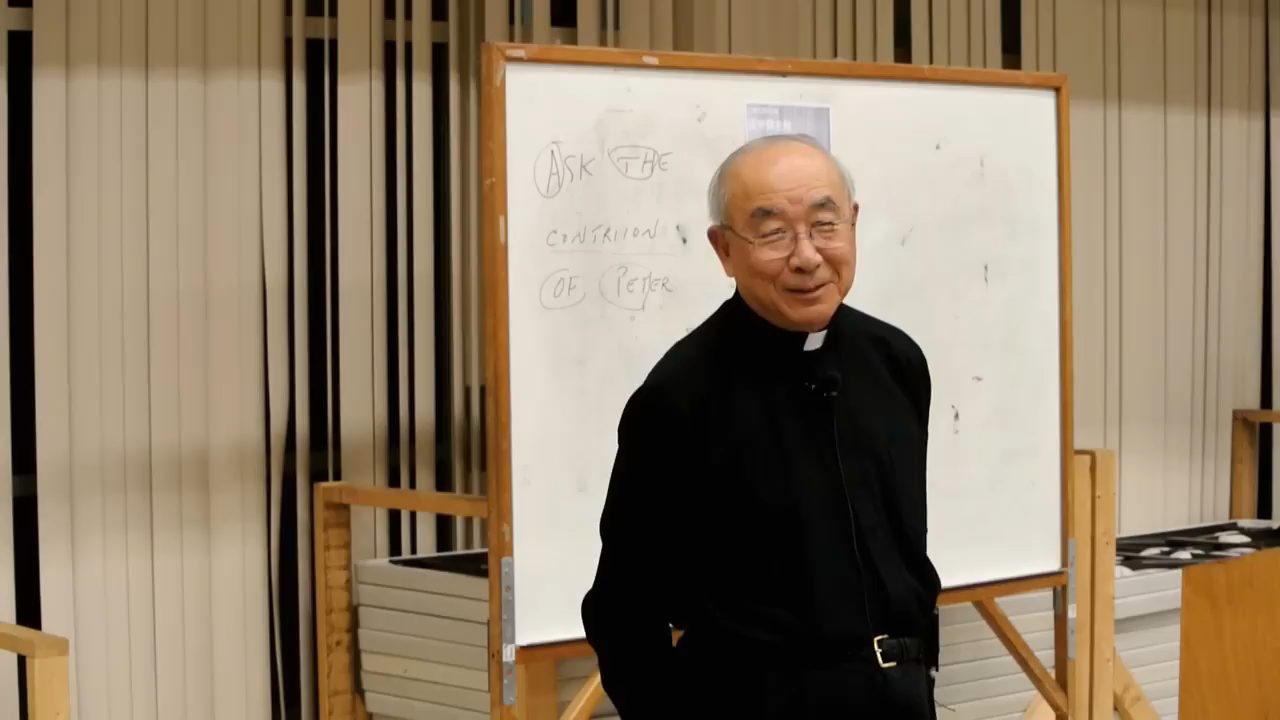 ASK THE
CONTRITION
OF PETER